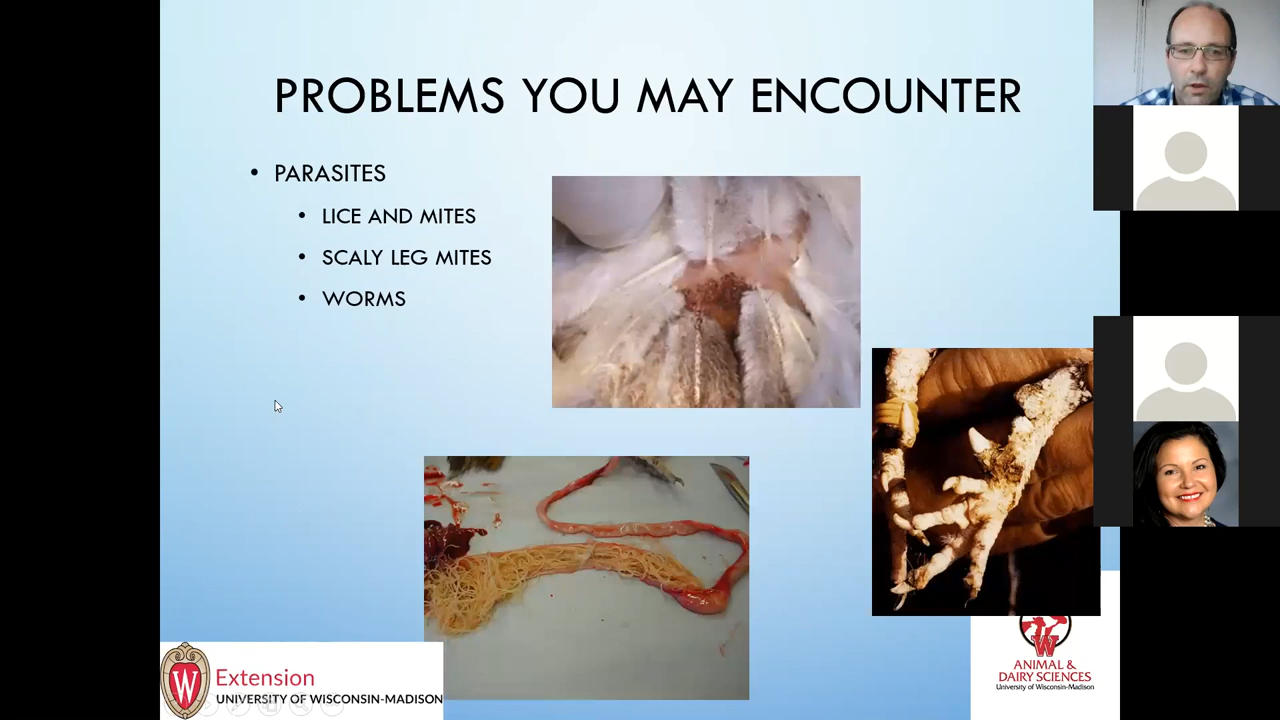 PROBLEMS YOU MAY ENCOUNTER
• PARASITES
• LICE AND MITES
• SCALY LEG MITES
• WORMS
W
Extension
UNIVERSITY OF WISCONSIN-MADISON
W
ANIMAL &
DAIRY SCIENCES
University of Wisconsin-Madison